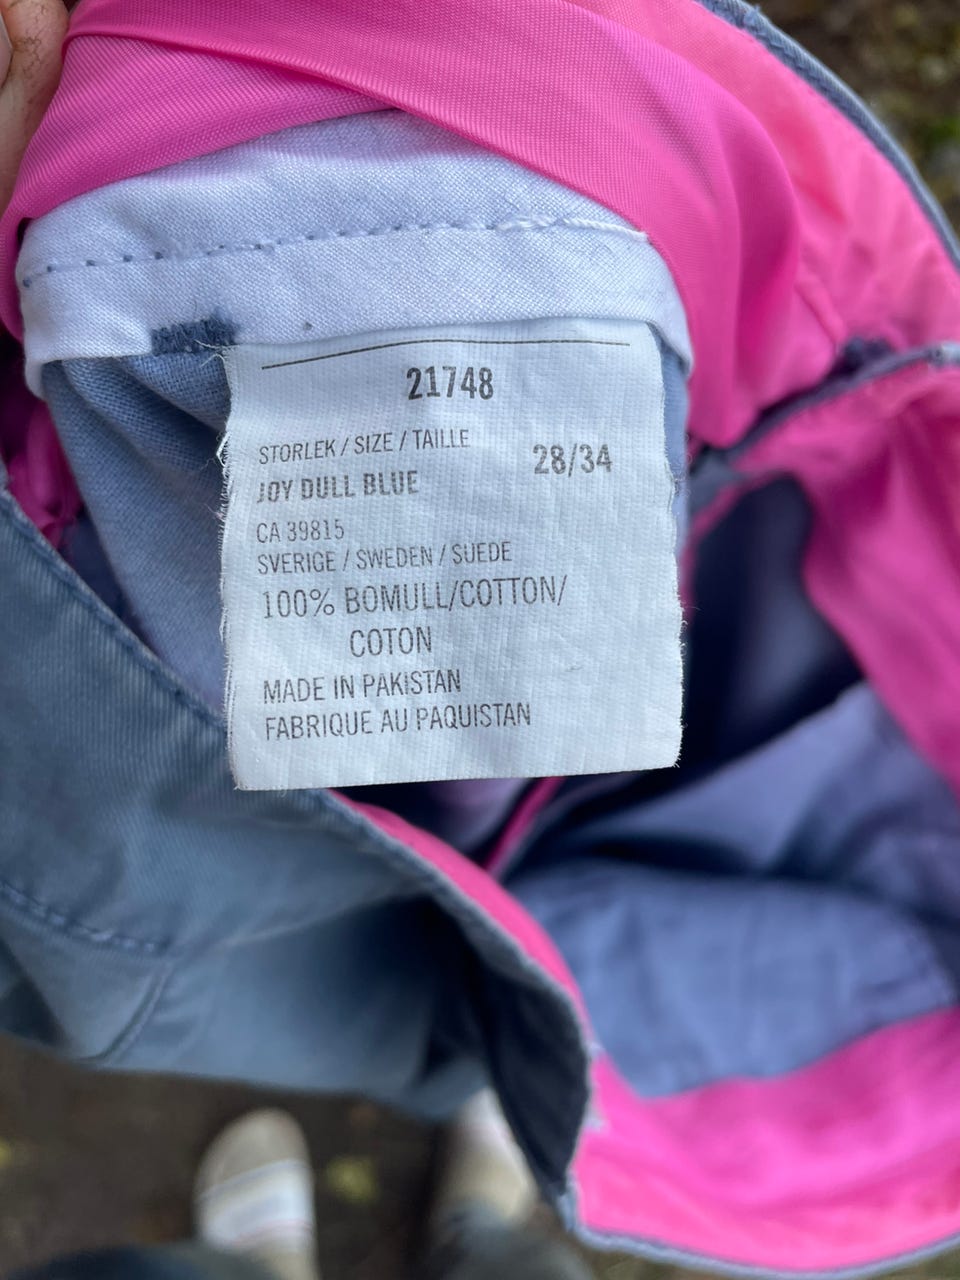 21748
STORLEK / SIZE / TAILLE 28/34
JOY DULL BLUE
CA 39815
SVERIGE / SWEDEN / SUEDE
100% BOMULL/COTTON/
COTON
MADE IN PAKISTAN
FABRIQUE AU PAQUISTAN